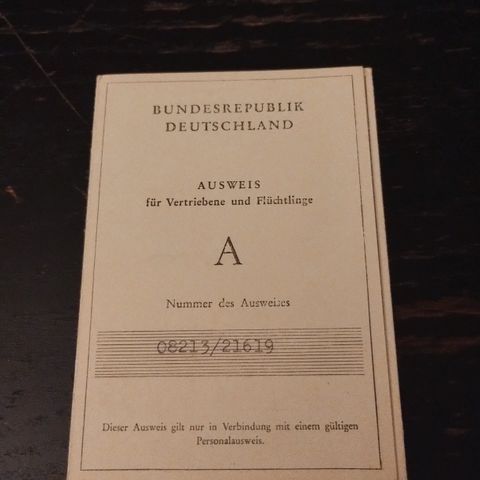 BUNDESREPUBLIK
DEUTSCHLAND
AUSWEIS
für Vertriebene und Flüchtlinge
A
Nummer des Ausweises
08213/21619
Dieser Ausweis gilt nur in Verbindung mit einem gültigen
Personalausweis.